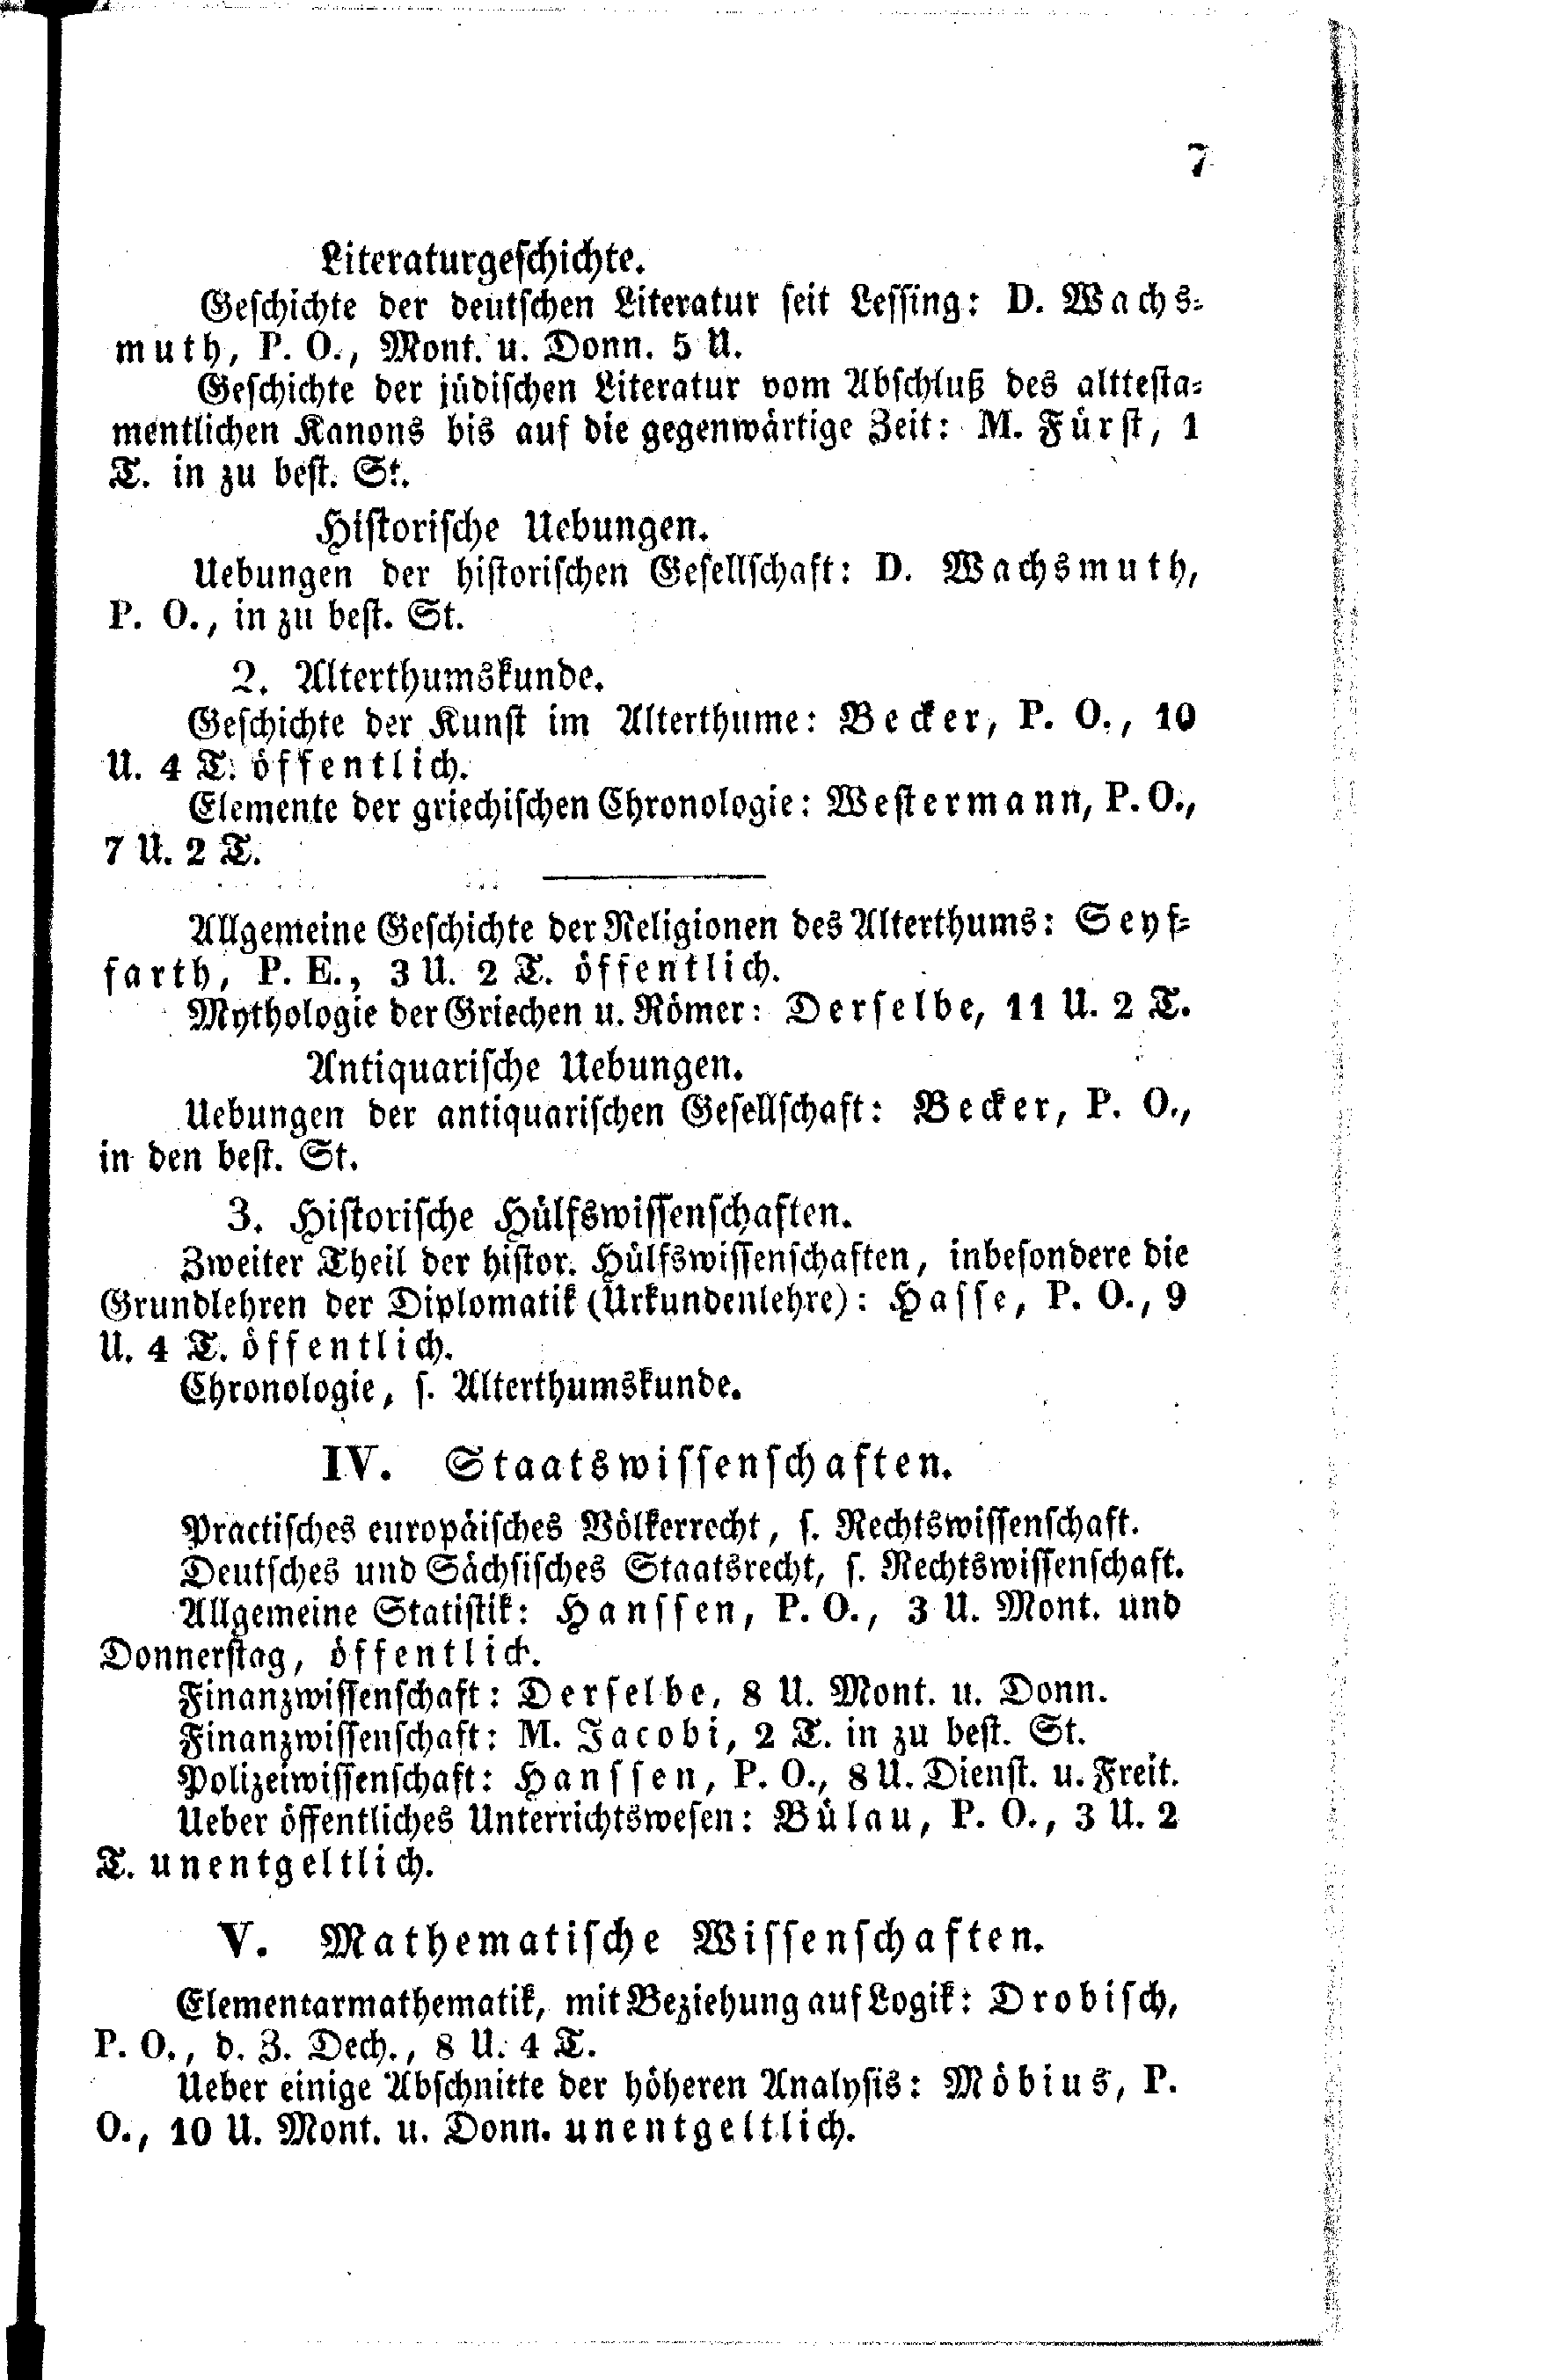 7
Literaturgeschichte.
Geschichte der deutschen Literatur seit Lessing: D. Wachs-
muth, P. O., Mont. u. Donn. 5 U.
Geschichte der jüdischen Literatur vom Abschluß des alttesta-
mentlichen Kanons bis auf die gegenwärtige Zeit: M. Fürst, 1
T. in zu best. St.
Historische Uebungen.
Uebungen der historischen Gesellschaft: D. Wachsmuth,
P. O., in zu best. St.
2. Alterthumskunde.
Geschichte der Kunst im Alterthume: Becker, P. O., 10
U. 4 T. öffentlich.
Elemente der griechischen Chronologie: Westermann, P. O.,
7 U. 2 T.
Allgemeine Geschichte der Religionen des Alterthums: Seyf-
farth, P. E., 3 U. 2 T. öffentlich.
Mythologie der Griechen u. Römer: Derselbe, 11 U. 2 T.
Antiquarische Uebungen.
Uebungen der antiquarischen Gesellschaft: Becker, P. O.,
in den best. St.
3. Historische Hülfswissenschaften.
Zweiter Theil der histor. Hülfswissenschaften, inbesondere die
Grundlehren der Diplomatik (Urkundenlehre): Hasse, P. O., 9
U. 4 T. öffentlich.
Chronologie, s. Alterthumskunde.
IV. Staatswissenschaften.
Practisches europäisches Völkerrecht, s. Rechtswissenschaft.
Deutsches und Sächsisches Staatsrecht, s. Rechtswissenschaft.
Allgemeine Statistik: Hanssen, P. O., 3 U. Mont. und
Donnerstag, öffentlich.
Finanzwissenschaft: Derselbe, 8 U. Mont. u. Donn.
Finanzwissenschaft: M. Jacobi, 2 T. in zu best. St.
Polizeiwissenschaft: Hanssen, P. O., 8 U. Dienst. u. Freit.
Ueber öffentliches Unterrichtswesen: Bülau, P. O., 3 U. 2
T. unentgeltlich.
V. Mathematische Wissenschaften.
Elementarmathematik, mit Beziehung auf Logik: Drobisch,
P. O., d. Z. Dech., 8 U. 4 T.
Ueber einige Abschnitte der höheren Analysis: Möbius, P.
O., 10 U. Mont. u. Donn. unentgeltlich.